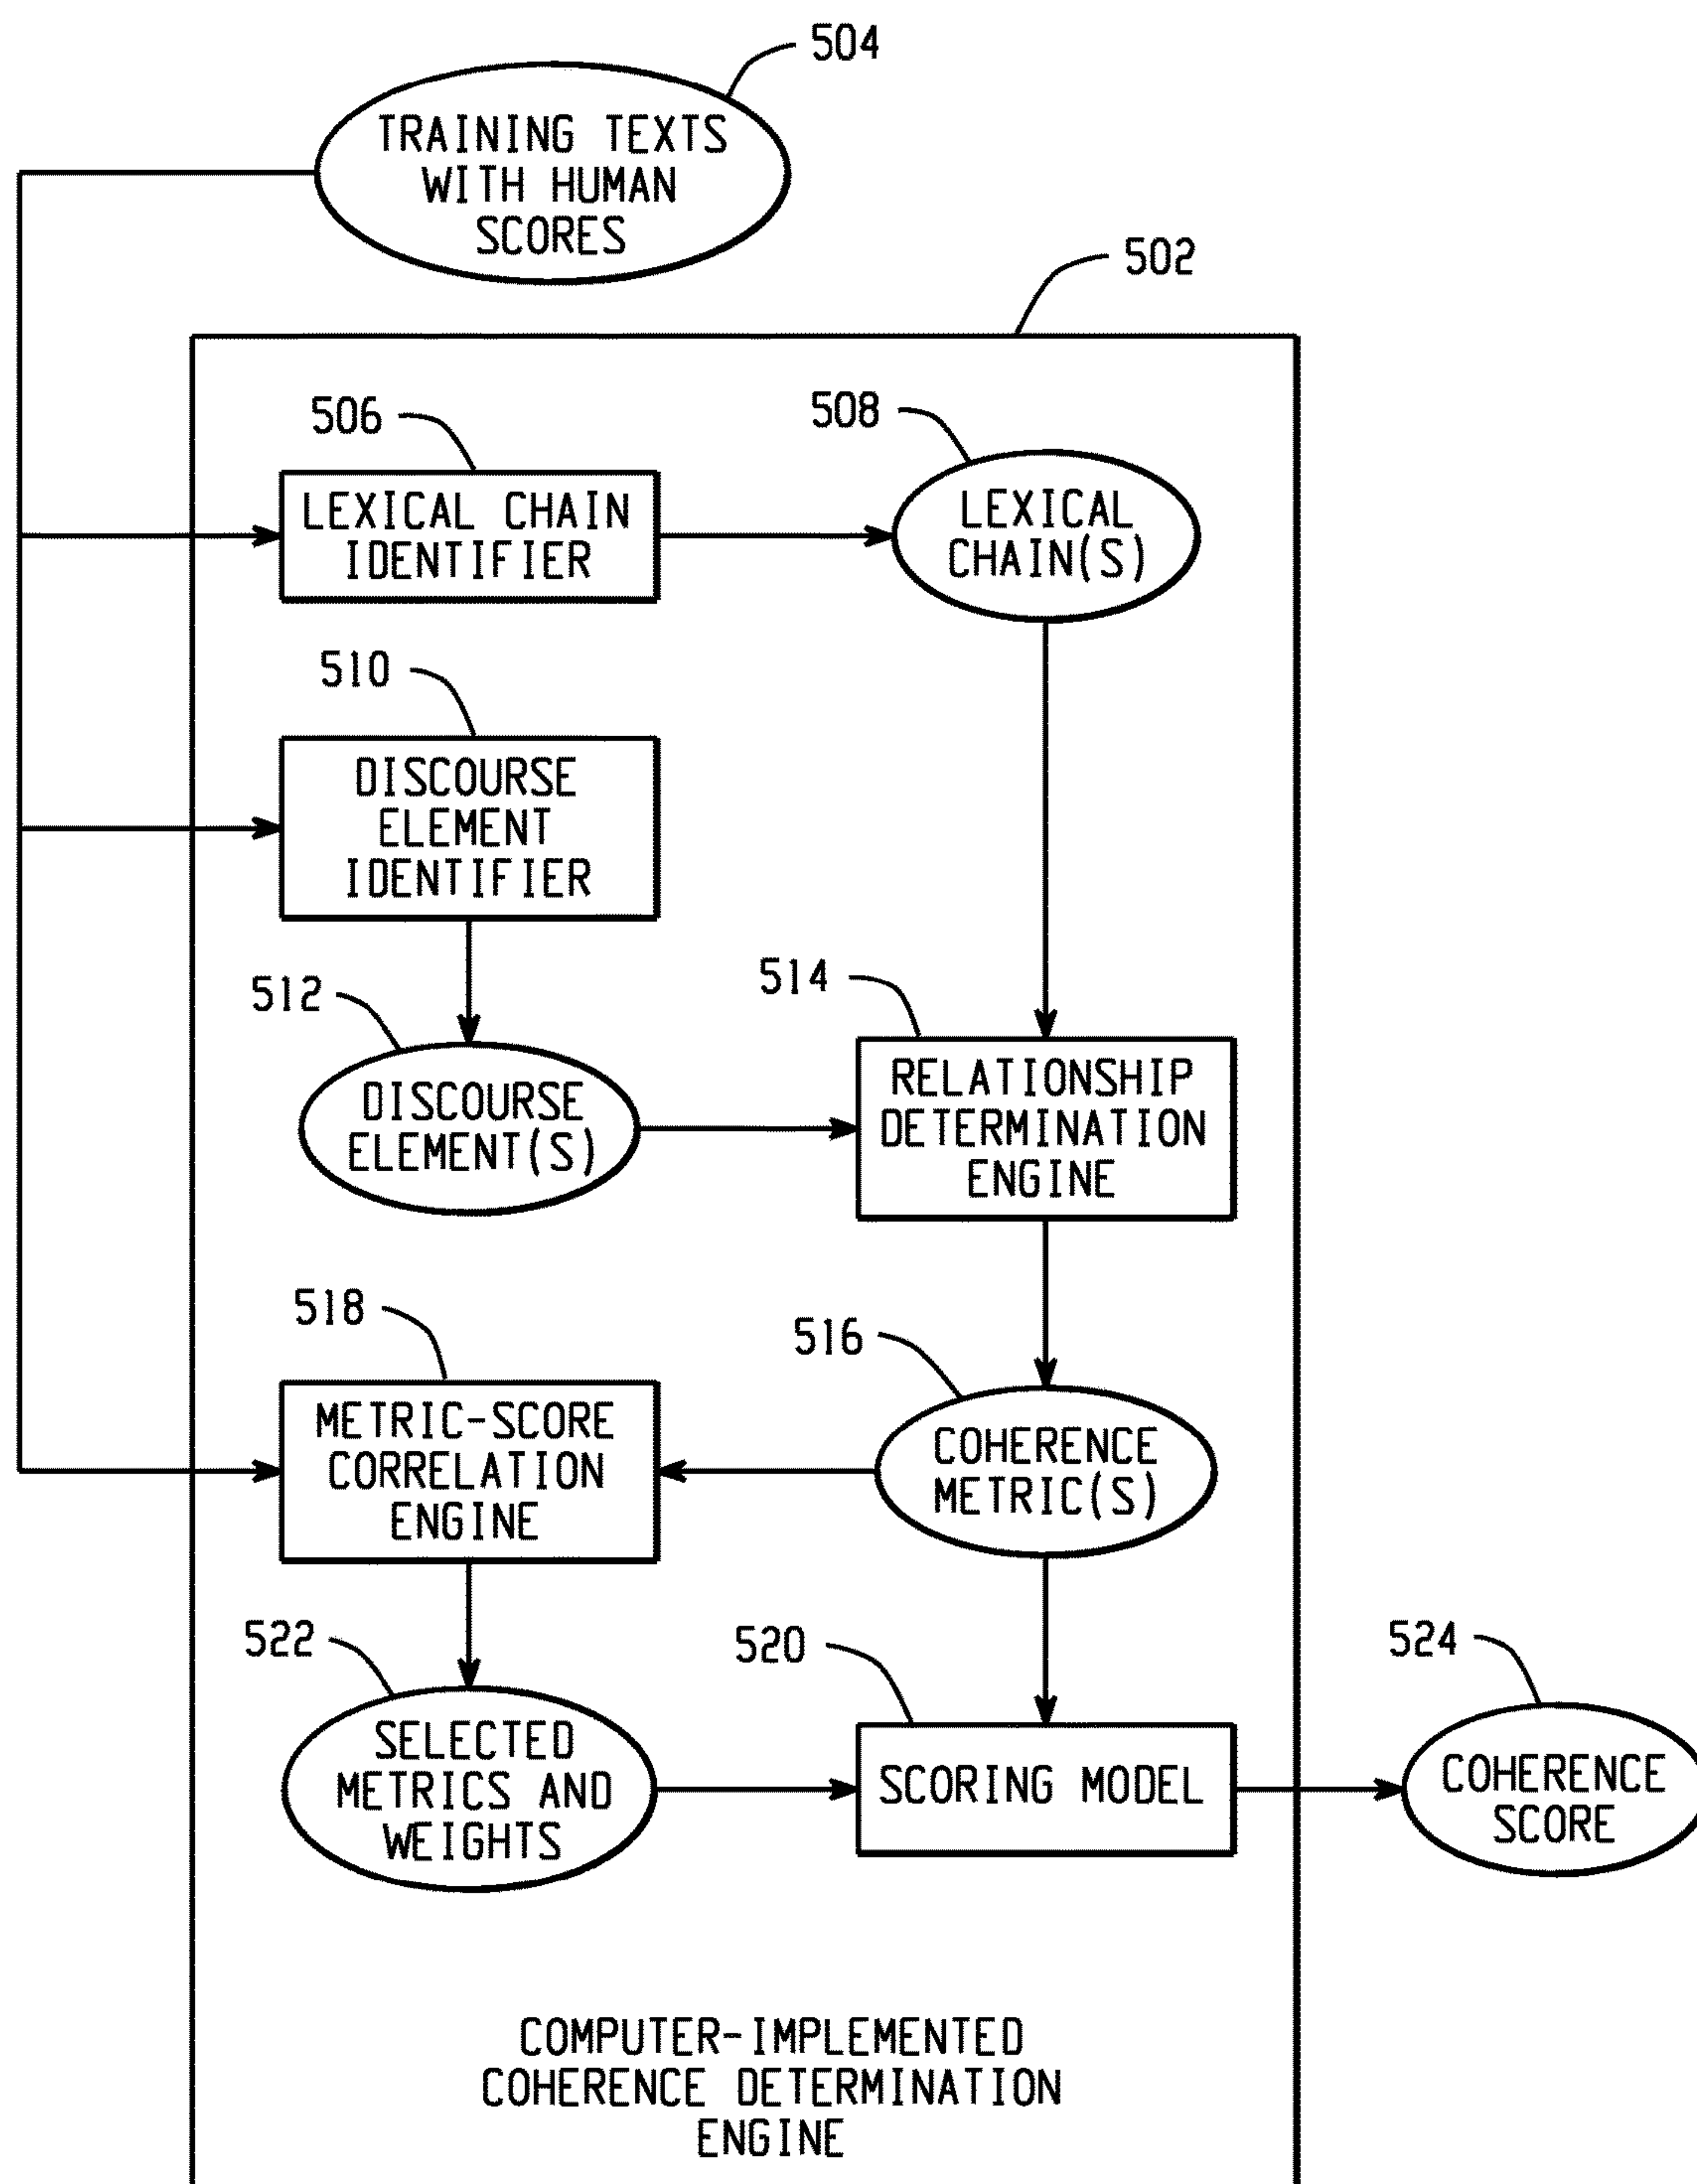 504
TRAINING TEXTS
WITH HUMAN
SCORES
502
506
508
LEXICAL CHAIN
IDENTIFIER
LEXICAL
CHAIN(S)
510
DISCOURSE
ELEMENT
IDENTIFIER
512
514
DISCOURSE
ELEMENT(S)
RELATIONSHIP
DETERMINATION
ENGINE
518
516
METRIC-SCORE
CORRELATION
ENGINE
COHERENCE
METRIC(S)
522
520
524
SELECTED
METRICS AND
WEIGHTS
SCORING MODEL
COHERENCE
SCORE
COMPUTER-IMPLEMENTED
COHERENCE DETERMINATION
ENGINE